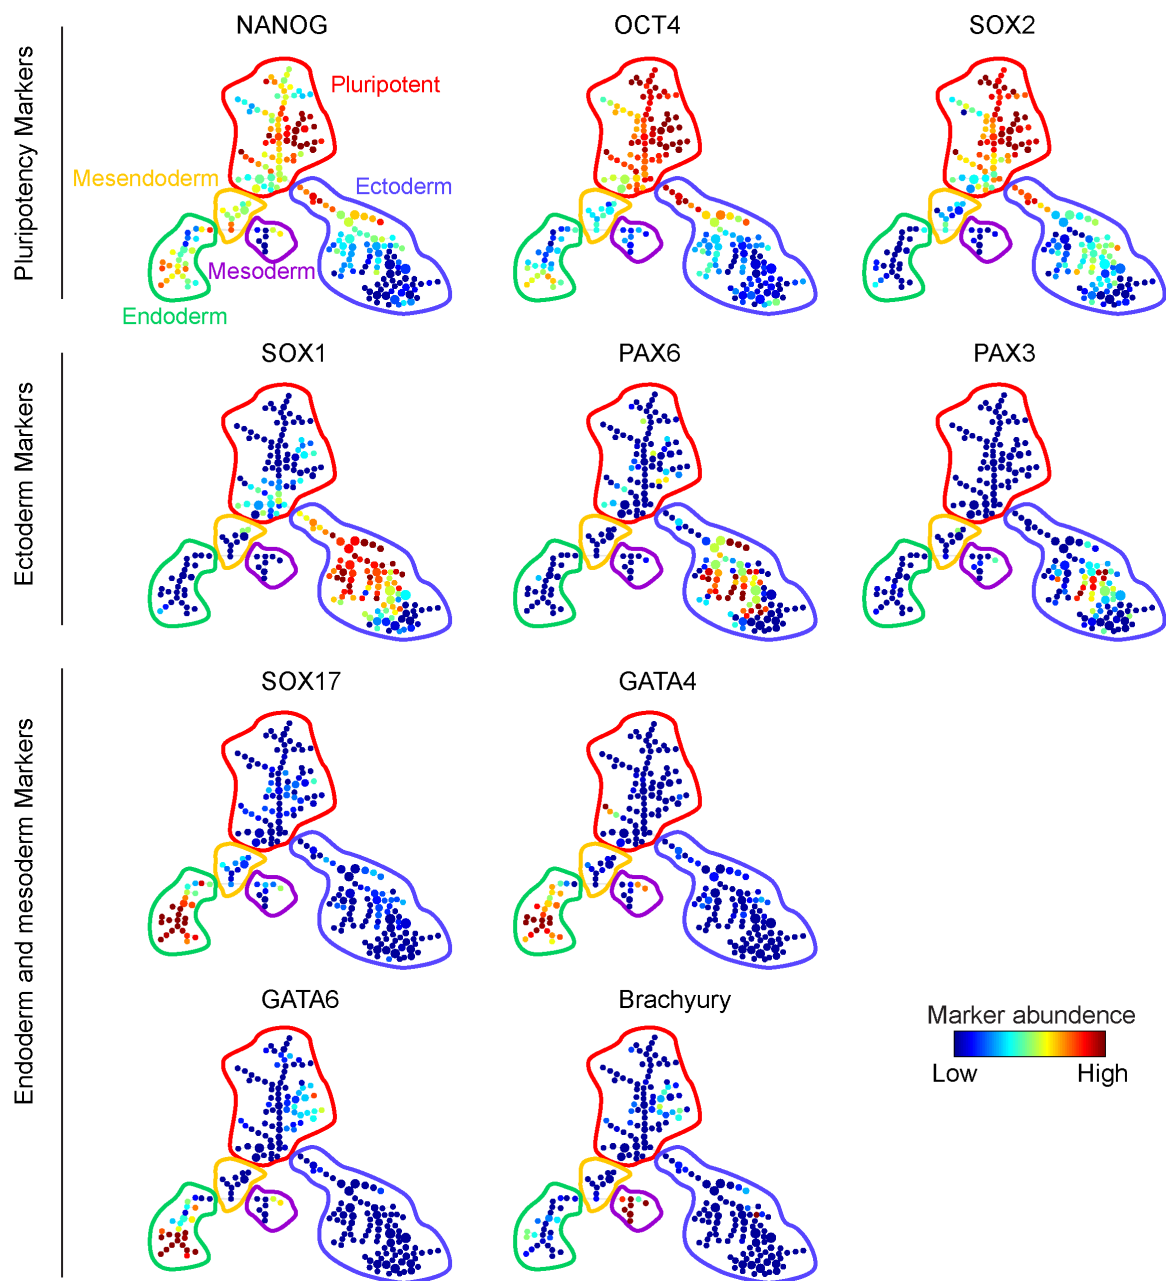 Pluripotency Markers
NANOG
OCT4
SOX2
Pluripotent
Mesendoderm
Ectoderm
Mesoderm
Endoderm
Ectoderm Markers
SOX1
PAX6
PAX3
Endoderm and mesoderm Markers
SOX17
GATA4
GATA6
Brachyury
Marker abundance
Low
High